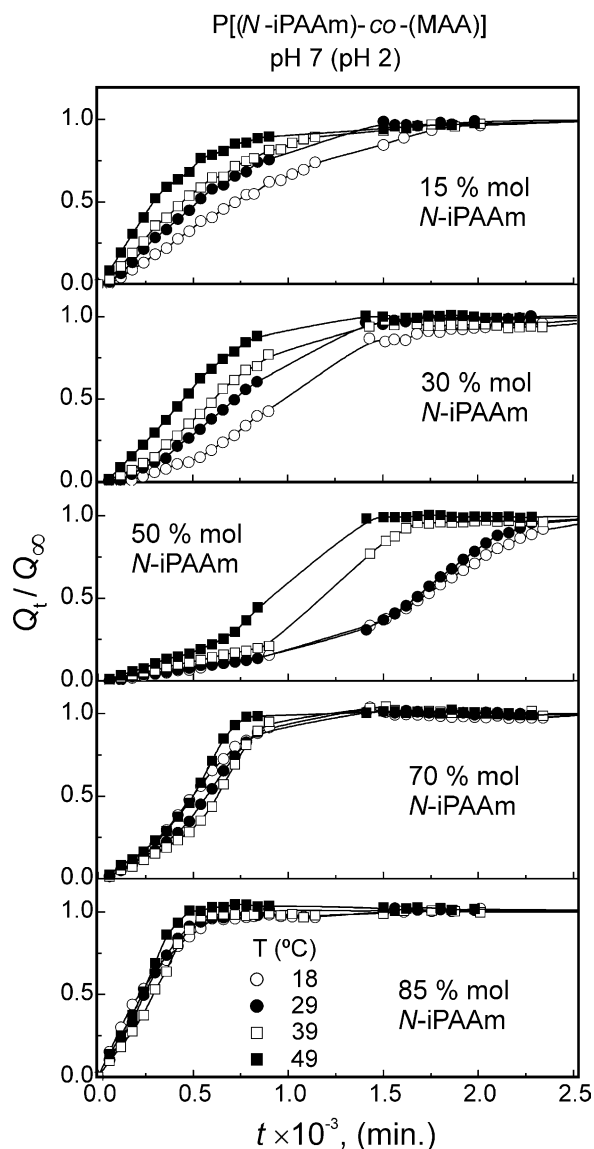 P[(N-iPAAm)-co-(MAA)]
pH 7 (pH 2)
1.0
0.5
0.0
15 % mol
N-iPAAm
1.0
0.5
0.0
30 % mol
N-iPAAm
1.0
0.5
0.0
50 % mol
N-iPAAm
Qt / Q∞
1.0
0.5
0.0
70 % mol
N-iPAAm
1.0
0.5
0.0
T (ºC)
18
29
39
49
85 % mol
N-iPAAm
0.0 0.5 1.0 1.5 2.0 2.5
t ×10⁻³, (min.)